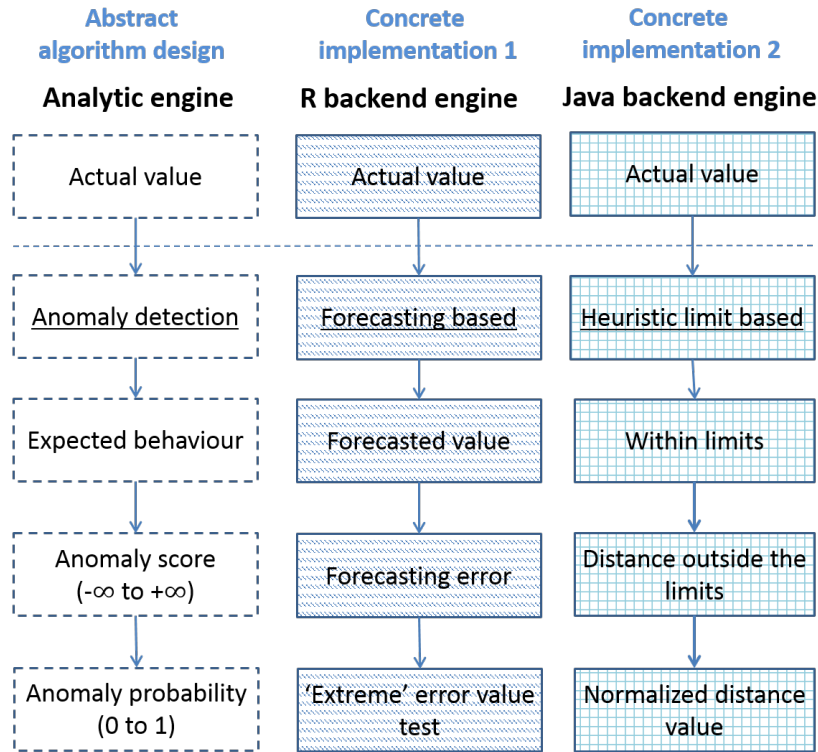 Abstract
algorithm design
Analytic engine
Actual value
Anomaly detection
Expected behaviour
Anomaly score
(-∞ to +∞)
Anomaly probability
(0 to 1)
Concrete
implementation 1
R backend engine
Actual value
Forecasting based
Forecasted value
Forecasting error
‘Extreme’ error value
test
Concrete
implementation 2
Java backend engine
Actual value
Heuristic limit based
Within limits
Distance outside the
limits
Normalized distance
value